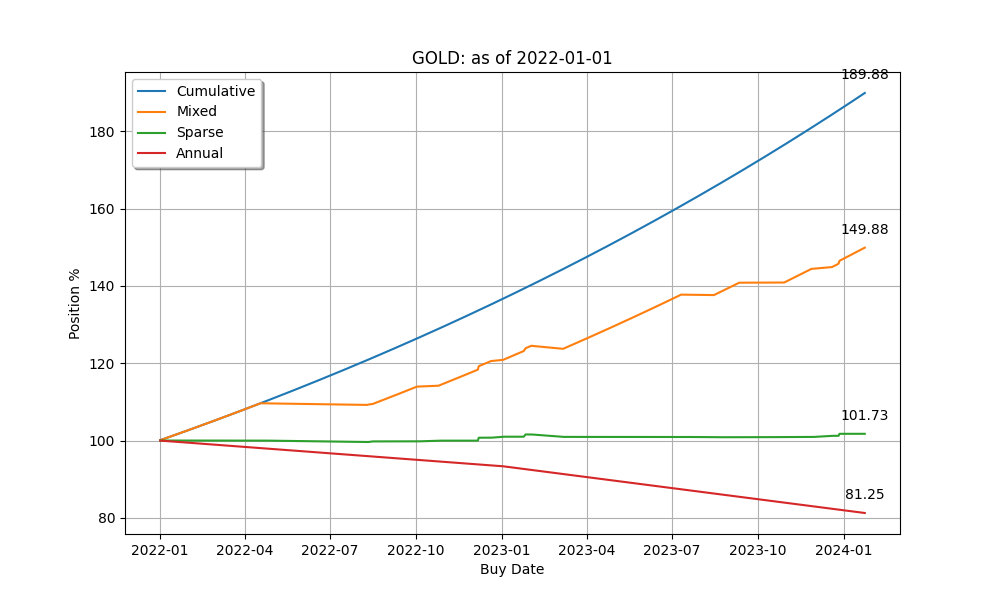 GOLD: as of 2022-01-01
189.88
Cumulative
Mixed
Sparse
Annual
180
160
149.88
140
120
101.73
100
81.25
80
Position %
2022-01 2022-04 2022-07 2022-10 2023-01 2023-04 2023-07 2023-10 2024-01
Buy Date